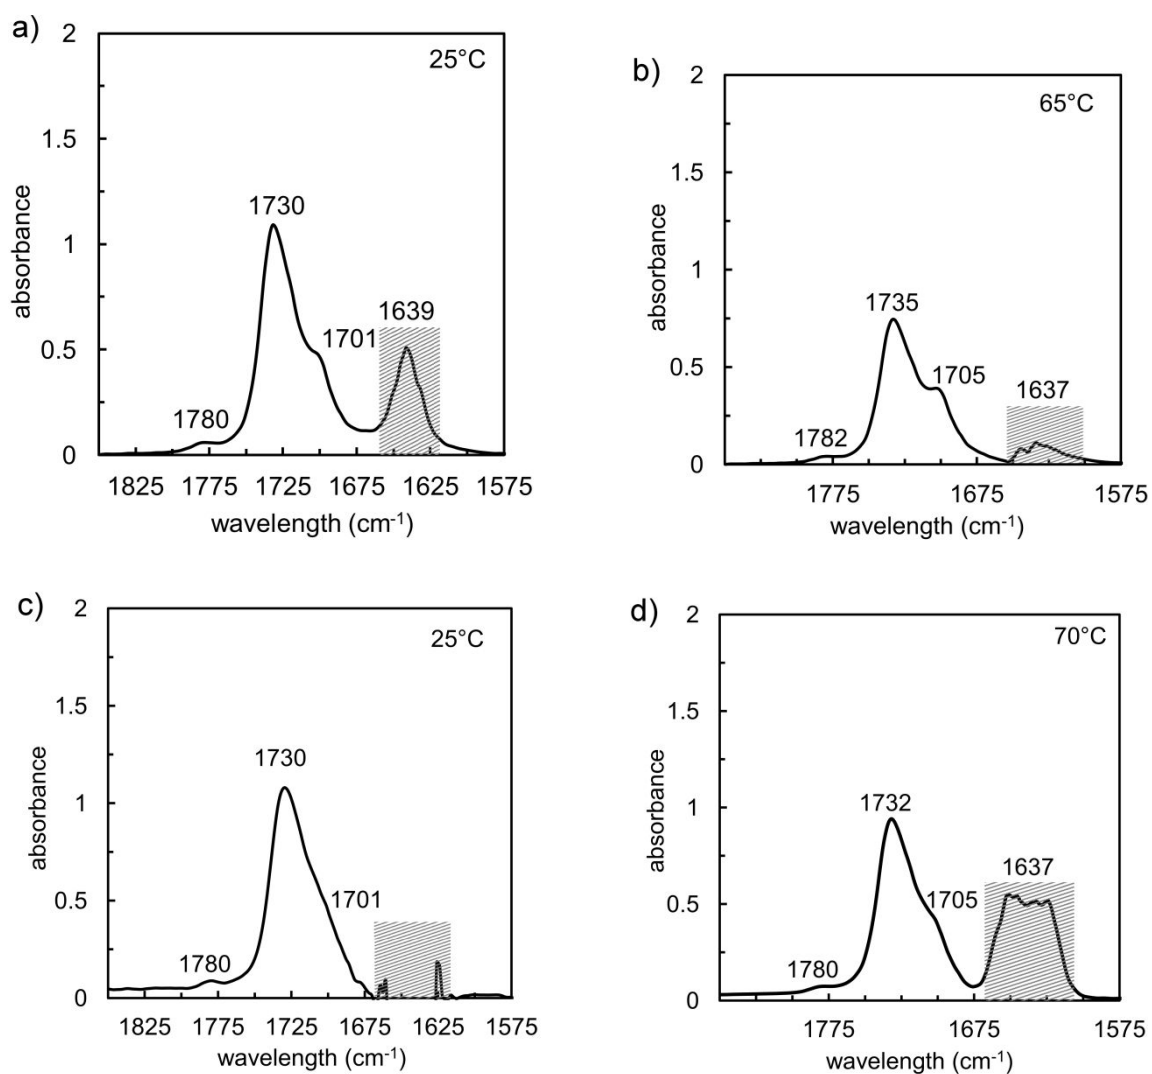 a)
25°C
2
1.5
1
0.5
0
absorbance
1780
1730
1701
1639
1825 1775 1725 1675 1625 1575
wavelength (cm-1)
b)
65°C
2
1.5
1
0.5
0
absorbance
1782
1735
1705
1637
1775 1675 1575
wavelength (cm-1)
c)
25°C
2
1.5
1
0.5
0
absorbance
1780
1730
1701
1825 1775 1725 1675 1625 1575
wavelength (cm-1)
d)
70°C
2
1.5
1
0.5
0
absorbance
1780
1732
1705
1637
1775 1675 1575
wavelength (cm-1)